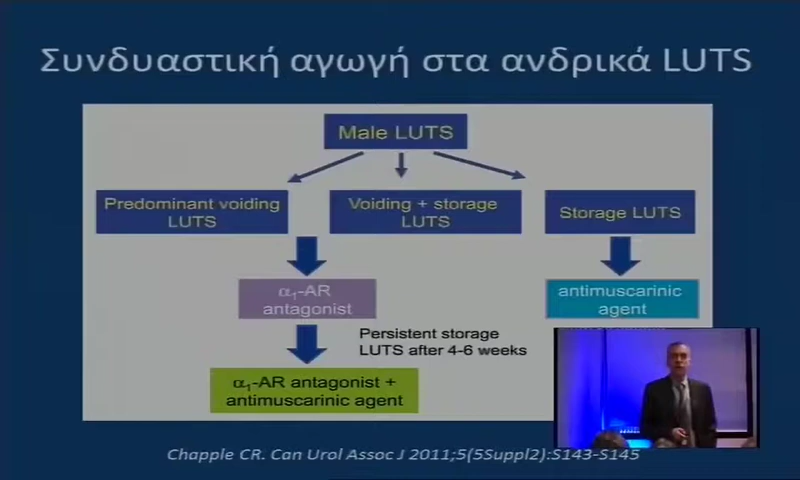 Συνδυαστική αγωγή στα ανδρικά LUTS
Male LUTS
Predominant voiding
LUTS
Voiding + storage
LUTS
Storage LUTS
α₁-AR
antagonist
antimuscarinic
agent
Persistent storage
LUTS after 4-6 weeks
α₁-AR antagonist +
antimuscarinic agent
Chapple CR. Can Urol Assoc J 2011;5(5Suppl2):S143-S145